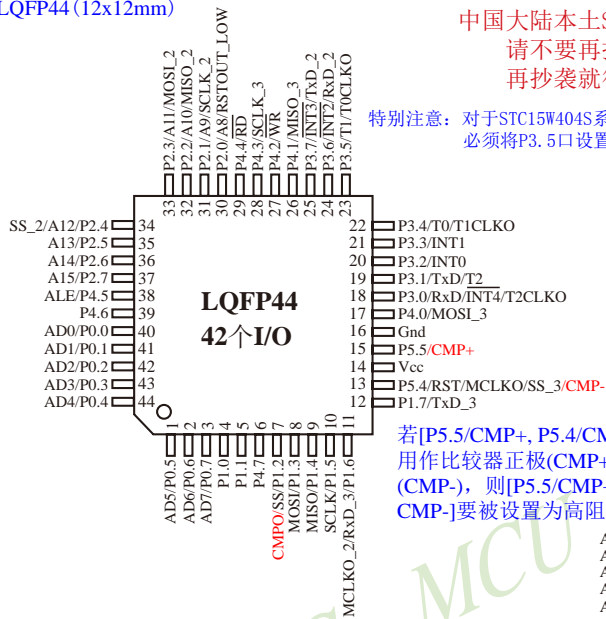 LQFP44 (12x12mm)
中国大陆本土S
请不要再
再抄袭就
特别注意：对于STC15W404S系
必须将P3.5口设置
P2.3/A11/MOSI_2
P2.2/A10/MISO_2
P2.1/A9/SCLK_2
P2.0/A8/RSTOUT_LOW
P4.4/RD
P4.3/SCLK_3
P4.2/WR
P4.1/MISO_3
P3.7/INT3/TxD_2
P3.6/INT2/RxD_2
P3.5/T1/T0CLKO
33
32
31
30
29
28
27
26
25
24
23
SS_2/A12/P2.4 34
A13/P2.5 35
A14/P2.6 36
A15/P2.7 37
ALE/P4.5 38
P4.6 39
AD0/P0.0 40
AD1/P0.1 41
AD2/P0.2 42
AD3/P0.3 43
AD4/P0.4 44
LQFP44
42个I/O
22 P3.4/T0/T1CLKO
21 P3.3/INT1
20 P3.2/INT0
19 P3.1/TxD/T2
18 P3.0/RxD/INT4/T2CLKO
17 P4.0/MOSI_3
16 Gnd
15 P5.5/CMP+
14 Vcc
13 P5.4/RST/MCLKO/SS_3/CMP-
12 P1.7/TxD_3
1
2
3
4
5
6
7
8
9
10
11
AD5/P0.5
AD6/P0.6
AD7/P0.7
P1.0
P1.1
P4.7
CMPO/SS/P1.2
MOSI/P1.3
MISO/P1.4
SCLK/P1.5
MCLKO_2/RxD_3/P1.6
若[P5.5/CMP+, P5.4/CM
用作比较器正极(CMP+
(CMP-)，则[P5.5/CMP-
CMP-]要被设置为高阻
MCU
A
A
A
A
A